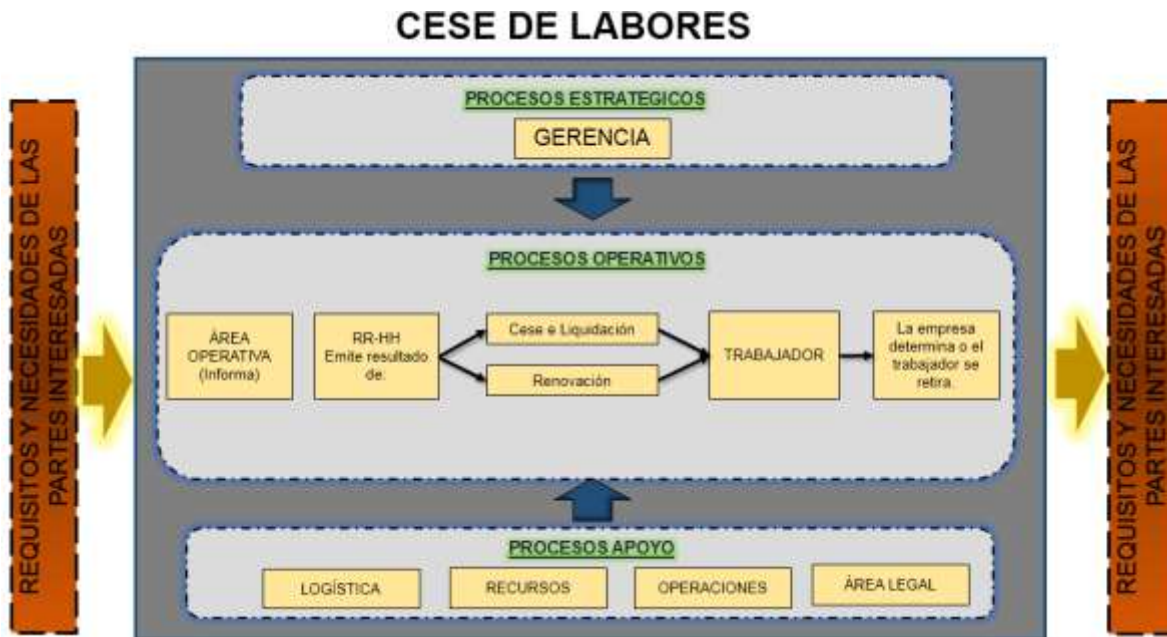 CESE DE LABORES
REQUISITOS Y NECESIDADES DE LAS
PARTES INTERESADAS
PROCESOS ESTRATEGICOS
GERENCIA
PROCESOS OPERATIVOS
ÀREA
OPERATIVA
(Informa)
RR-HH
Emite resultado
de:
Cese e Liquidación
Renovación
TRABAJADOR
La empresa
determina o el
trabajador se
retira.
PROCESOS APOYO
LOGÍSTICA
RECURSOS
OPERACIONES
ÀREA LEGAL
REQUISITOS Y NECESIDADES DE LAS
PARTES INTERESADAS